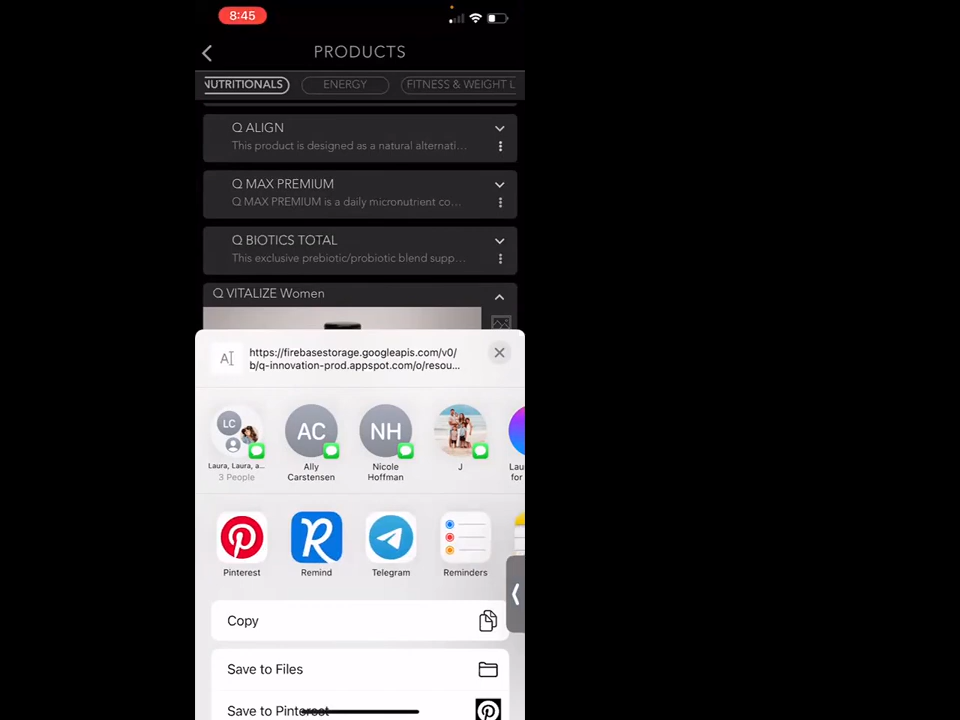 8:45
PRODUCTS
NUTRITIONALS ENERGY FITNESS & WEIGHT L
Q ALIGN
This product is designed as a natural alternati...
Q MAX PREMIUM
Q MAX PREMIUM is a daily micronutrient co...
Q BIOTICS TOTAL
This exclusive prebiotic/probiotic blend supp...
Q VITALIZE Women
https://firebasestorage.googleapis.com/v0/
b/q-innovation-prod.appspot.com/o/resou...
LC AC NH
Laura, Laura, a...
3 People
Ally
Carstensen
Nicole
Hoffman
J
Lau
for
Pinterest Remind Telegram Reminders
Copy
Save to Files
Save to Pinterest